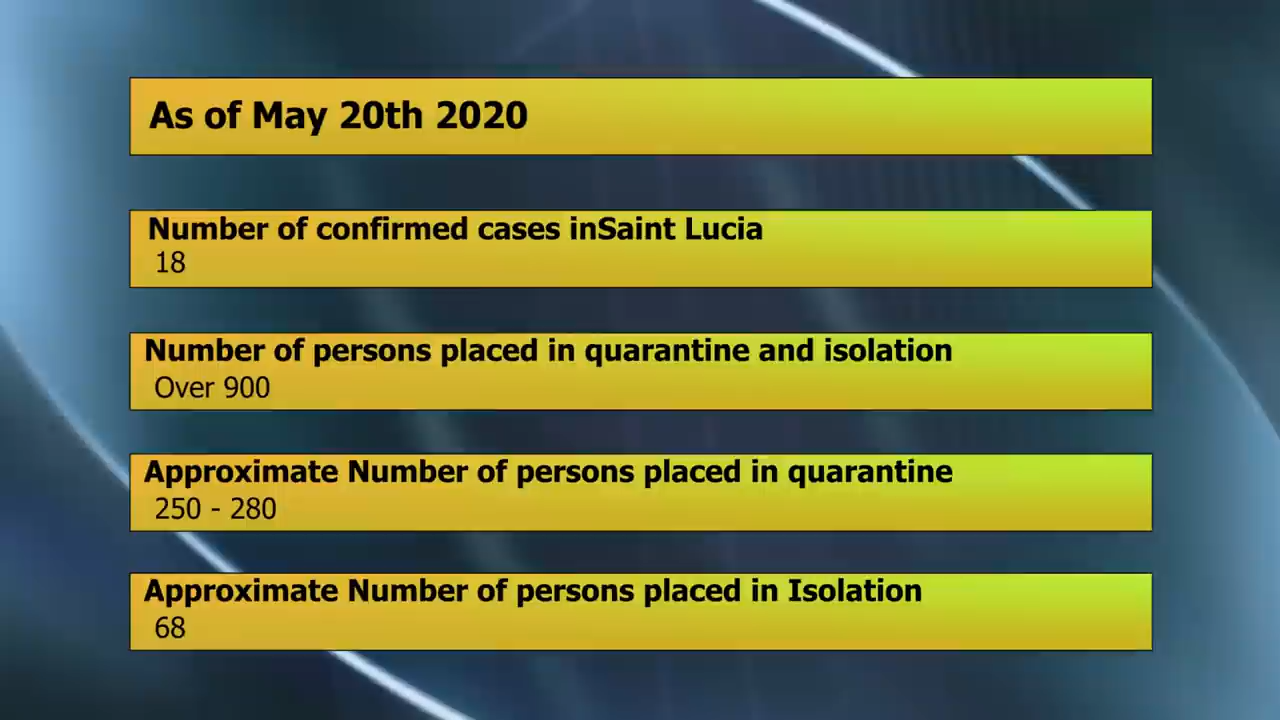 As of May 20th 2020
Number of confirmed cases inSaint Lucia
18
Number of persons placed in quarantine and isolation
Over 900
Approximate Number of persons placed in quarantine
250 - 280
Approximate Number of persons placed in Isolation
68